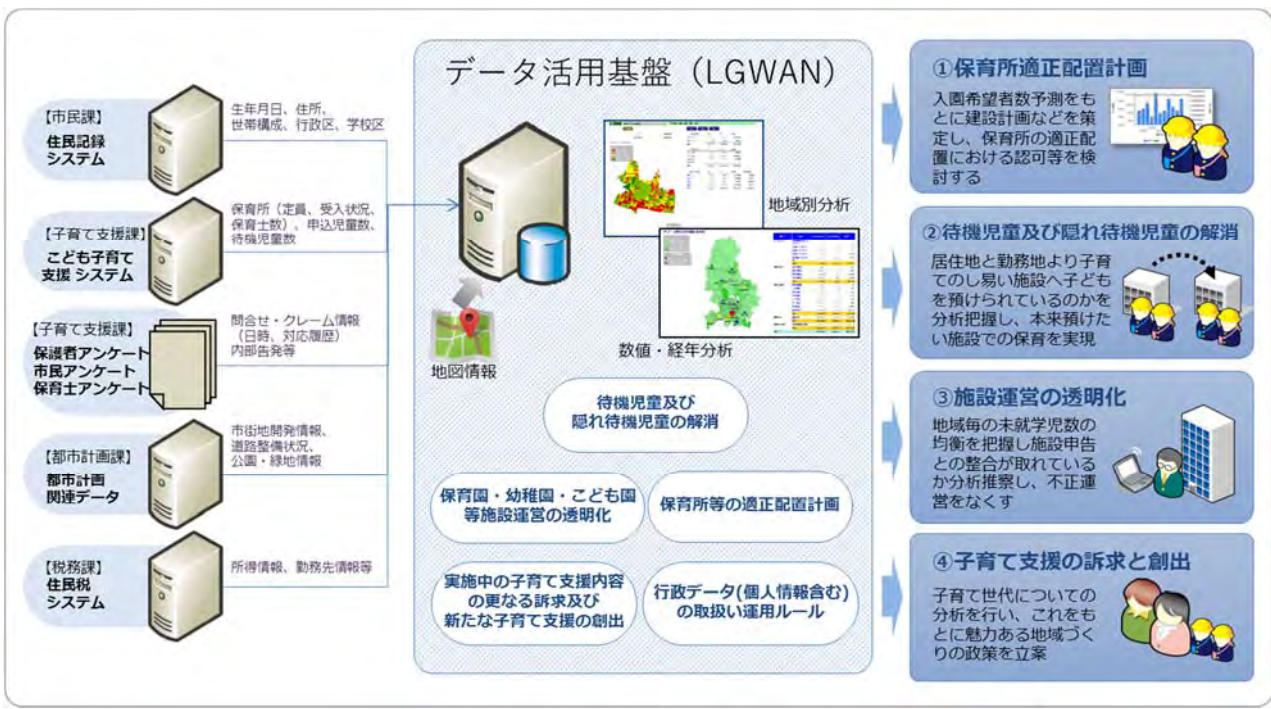 【市民課】
住民記録
システム
生年月日、住所、
世帯構成、行政区、学校区
【子育て支援課】
こども子育て
支援 システム
保育所（定員、受入状況、
保育士数）、申込児童数、
待機児童数
【子育て支援課】
保護者アンケート
市民アンケート
保育士アンケート
問合せ・クレーム情報
（日時、対応履歴）
内部告発等
【都市計画課】
都市計画
関連データ
市街地開発情報、
道路整備状況、
公園・緑地情報
【税務課】
住民税
システム
所得情報、勤務先情報等
データ活用基盤（LGWAN）
地域別分析
数値・経年分析
地図情報
待機児童及び
隠れ待機児童の解消
保育園・幼稚園・こども園
等施設運営の透明化
保育所等の適正配置計画
実施中の子育て支援内容
の更なる訴求及び
新たな子育て支援の創出
行政データ(個人情報含む)
の取扱い運用ルール
①保育所適正配置計画
入園希望者数予測をも
とに建設計画などを策
定し、保育所の適正配
置における認可等を検
討する
②待機児童及び隠れ待機児童の解消
居住地と勤務地より子育
てのし易い施設へ子ども
を預けられているのかを
分析把握し、本来預けた
い施設での保育を実現
③施設運営の透明化
地域毎の未就学児数の
均衡を把握し施設申告
との整合が取れている
か分析推察し、不正運
営をなくす
④子育て支援の訴求と創出
子育て世代についての
分析を行い、これをも
とに魅力ある地域づく
りの政策を立案